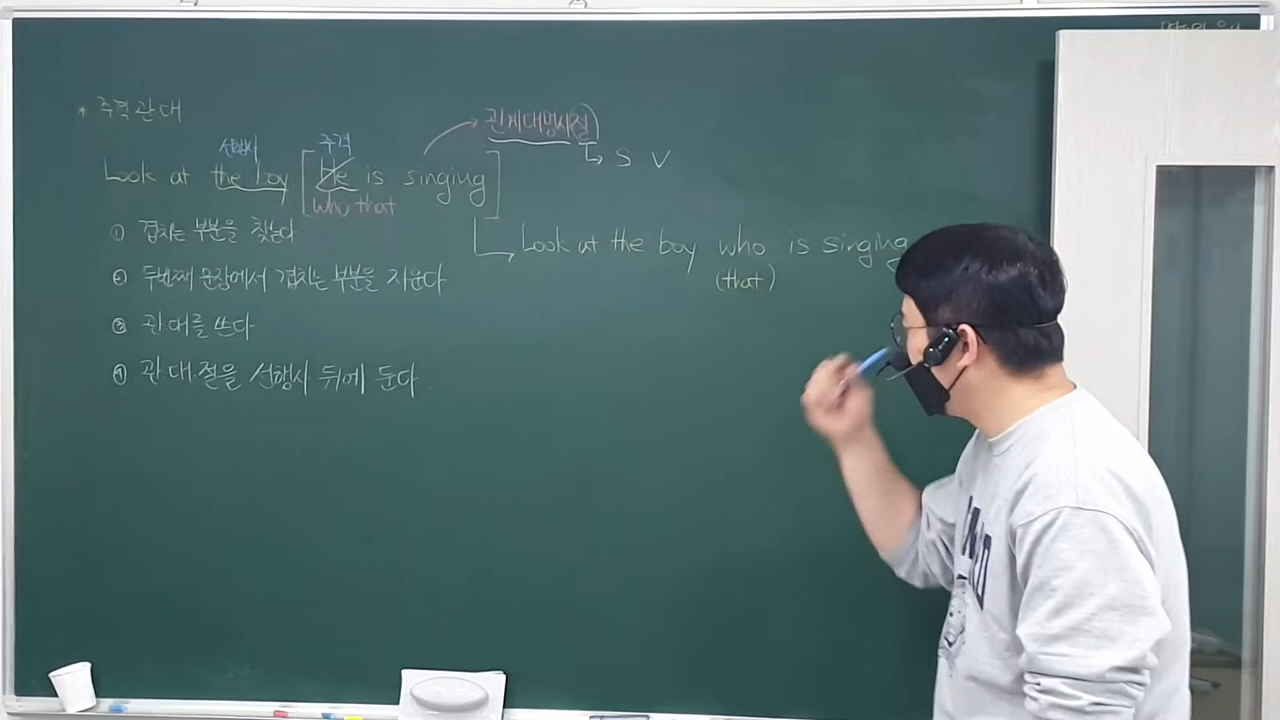 * 주격관대
관계대명사절
선행사 주격
↳ S V
Look at the boy [He is singing]
who that
① 겹치는 부분을 찾는다
↳ Look at the boy who is singing
(that)
② 두번째 문장에서 겹치는 부분을 지운다
③ 관.대를 쓴다
④ 관.대.절을 선행사 뒤에 둔다.